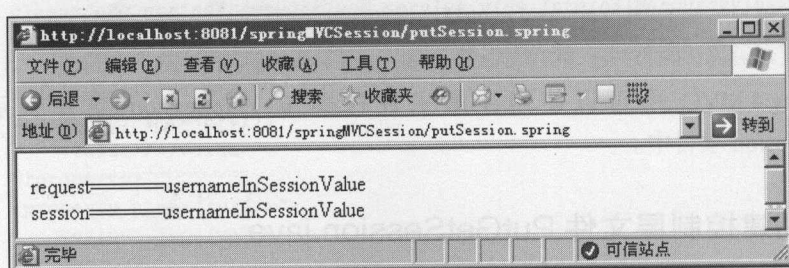 http://localhost:8081/springMVCSession/putSession.spring
文件(F) 编辑(E) 查看(V) 收藏(A) 工具(T) 帮助(H)
后退 搜索 收藏夹
地址(D) http://localhost:8081/springMVCSession/putSession.spring 转到
request======usernameInSessionValue
session======usernameInSessionValue
完毕 可信站点